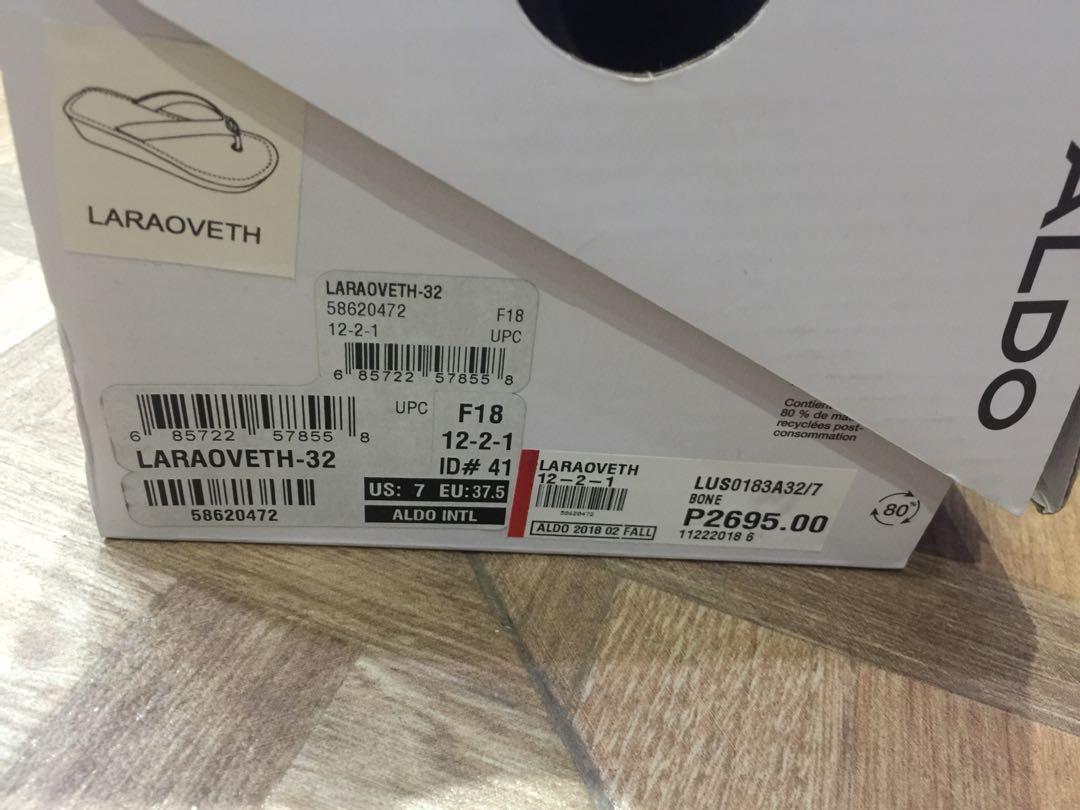 LARAOVETH
ALDO
LARAOVETH-32
58620472
12-2-1
F18
UPC
6 85722 57855 8
6 85722 57855 8
UPC
LARAOVETH-32
58620472
F18
12-2-1
ID# 41
US: 7 EU: 37.5
ALDO INTL
LARAOVETH
12-2-1
58620472
ALDO 2018 02 FALL
LUS0183A32/7
BONE
P2695.00
11222018 6
80 % de
recyclées post-
consommation
80%